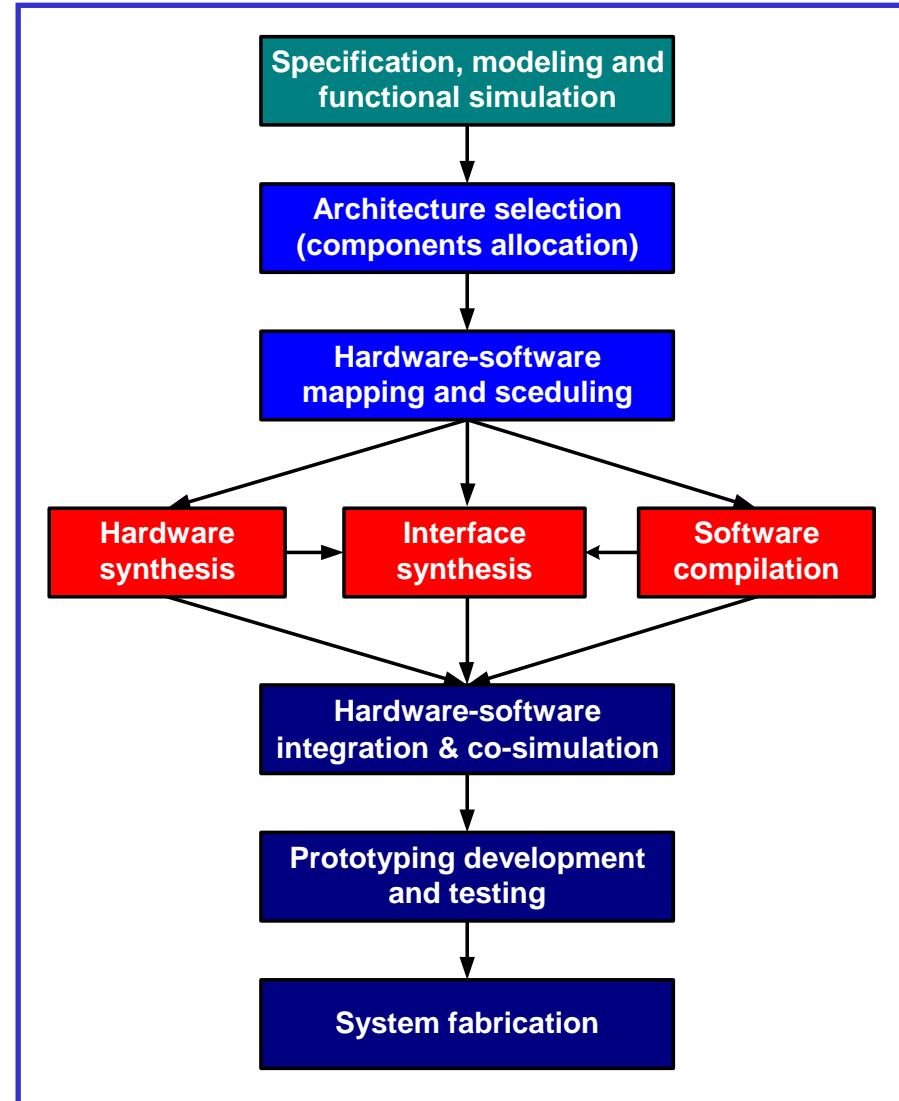 Specification, modeling and
functional simulation
Architecture selection
(components allocation)
Hardware-software
mapping and sceduling
Hardware
synthesis
Interface
synthesis
Software
compilation
Hardware-software
integration & co-simulation
Prototyping development
and testing
System fabrication